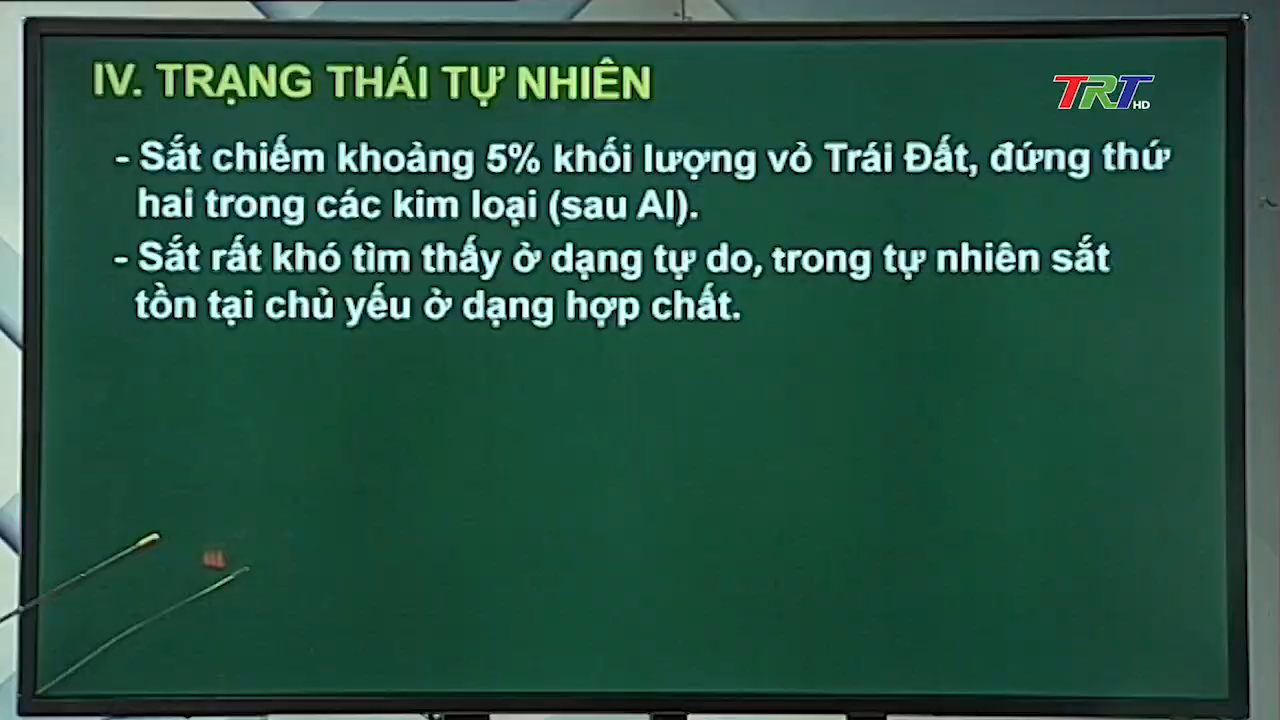 IV. TRẠNG THÁI TỰ NHIÊN
TRT HD
- Sắt chiếm khoảng 5% khối lượng vỏ Trái Đất, đứng thứ
hai trong các kim loại (sau Al).
- Sắt rất khó tìm thấy ở dạng tự do, trong tự nhiên sắt
tồn tại chủ yếu ở dạng hợp chất.